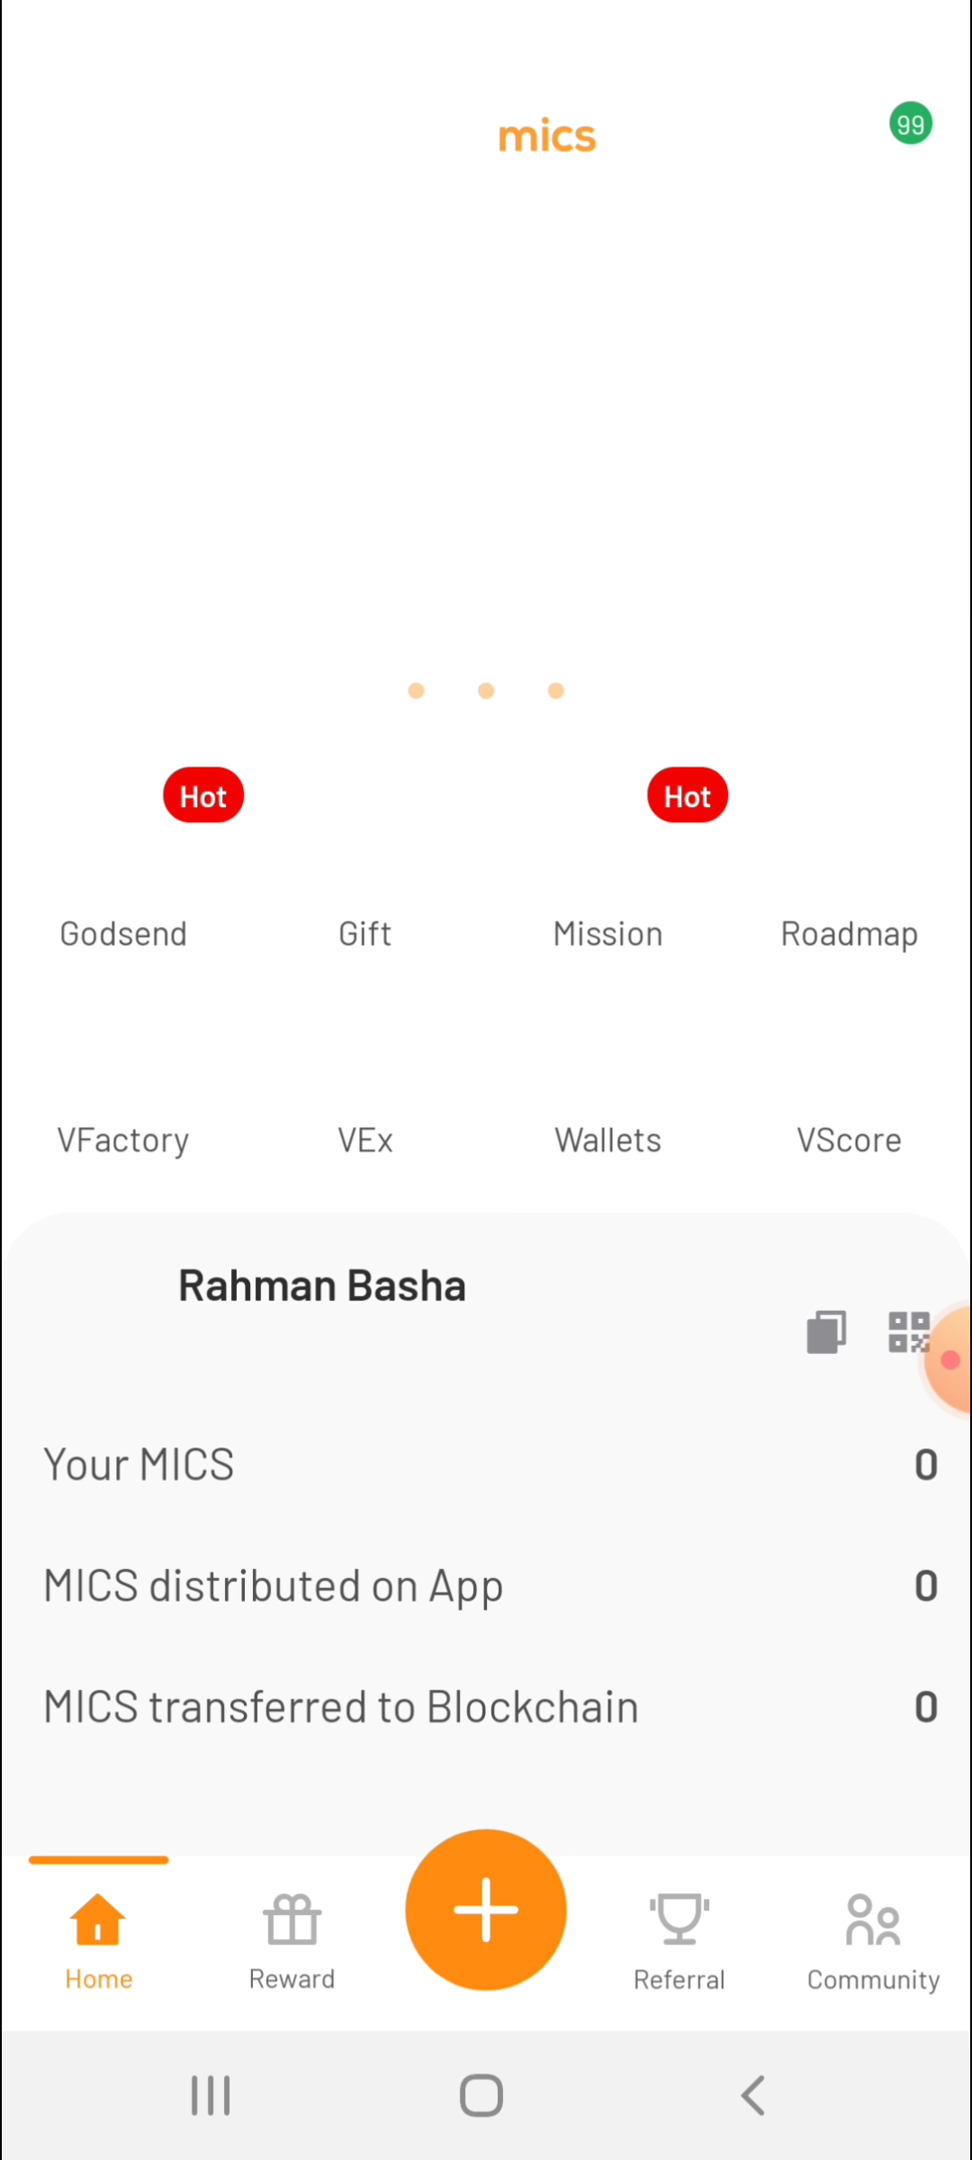 mics
99
Hot
Hot
Godsend
Gift
Mission
Roadmap
VFactory
VEx
Wallets
VScore
Rahman Basha
Your MICS 0
MICS distributed on App 0
MICS transferred to Blockchain 0
Home
Reward
Referral
Community